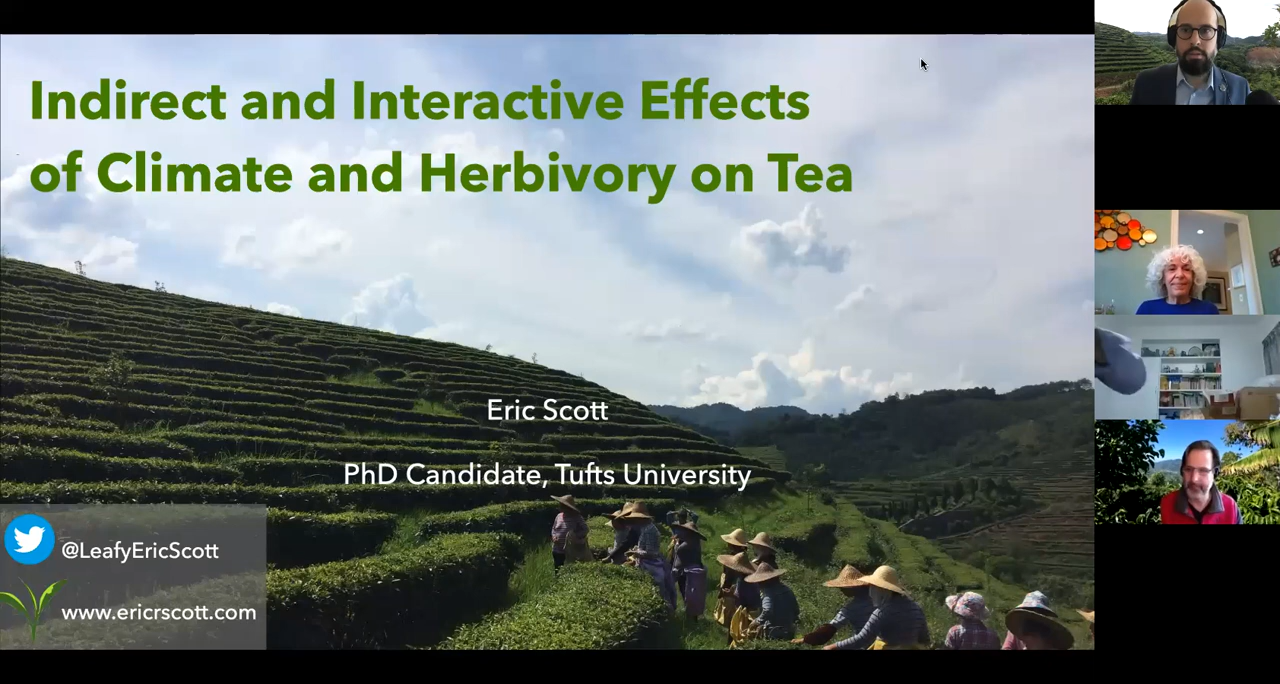 Indirect and Interactive Effects
of Climate and Herbivory on Tea
Eric Scott
PhD Candidate, Tufts University
@LeafyEricScott
www.ericrscott.com